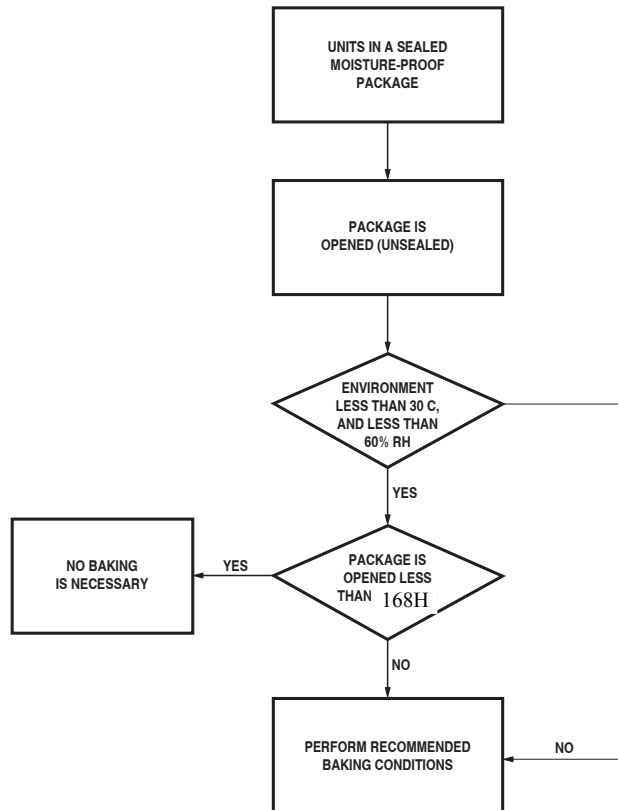 UNITS IN A SEALED
MOISTURE-PROOF
PACKAGE
PACKAGE IS
OPENED (UNSEALED)
ENVIRONMENT
LESS THAN 30 C,
AND LESS THAN
60% RH
YES
NO BAKING
IS NECESSARY
YES
PACKAGE IS
OPENED LESS
THAN 168H
NO
PERFORM RECOMMENDED
BAKING CONDITIONS
NO